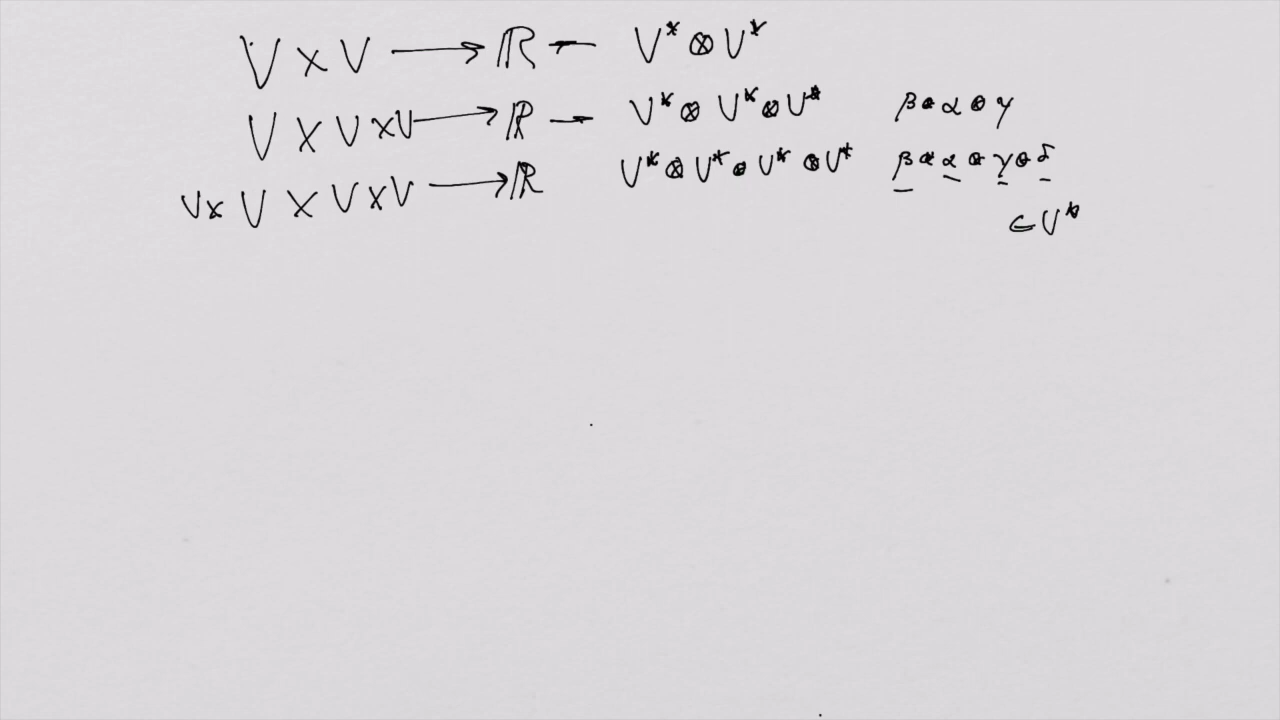 V × V ⟶ ℝ — V* ⊗ V*
V × V × V ⟶ ℝ — V* ⊗ V* ⊗ V* β ⊗ α ⊗ γ
V × V × V × V ⟶ ℝ V* ⊗ V* ⊗ V* ⊗ V* β ⊗ α ⊗ γ ⊗ δ
∈ V*